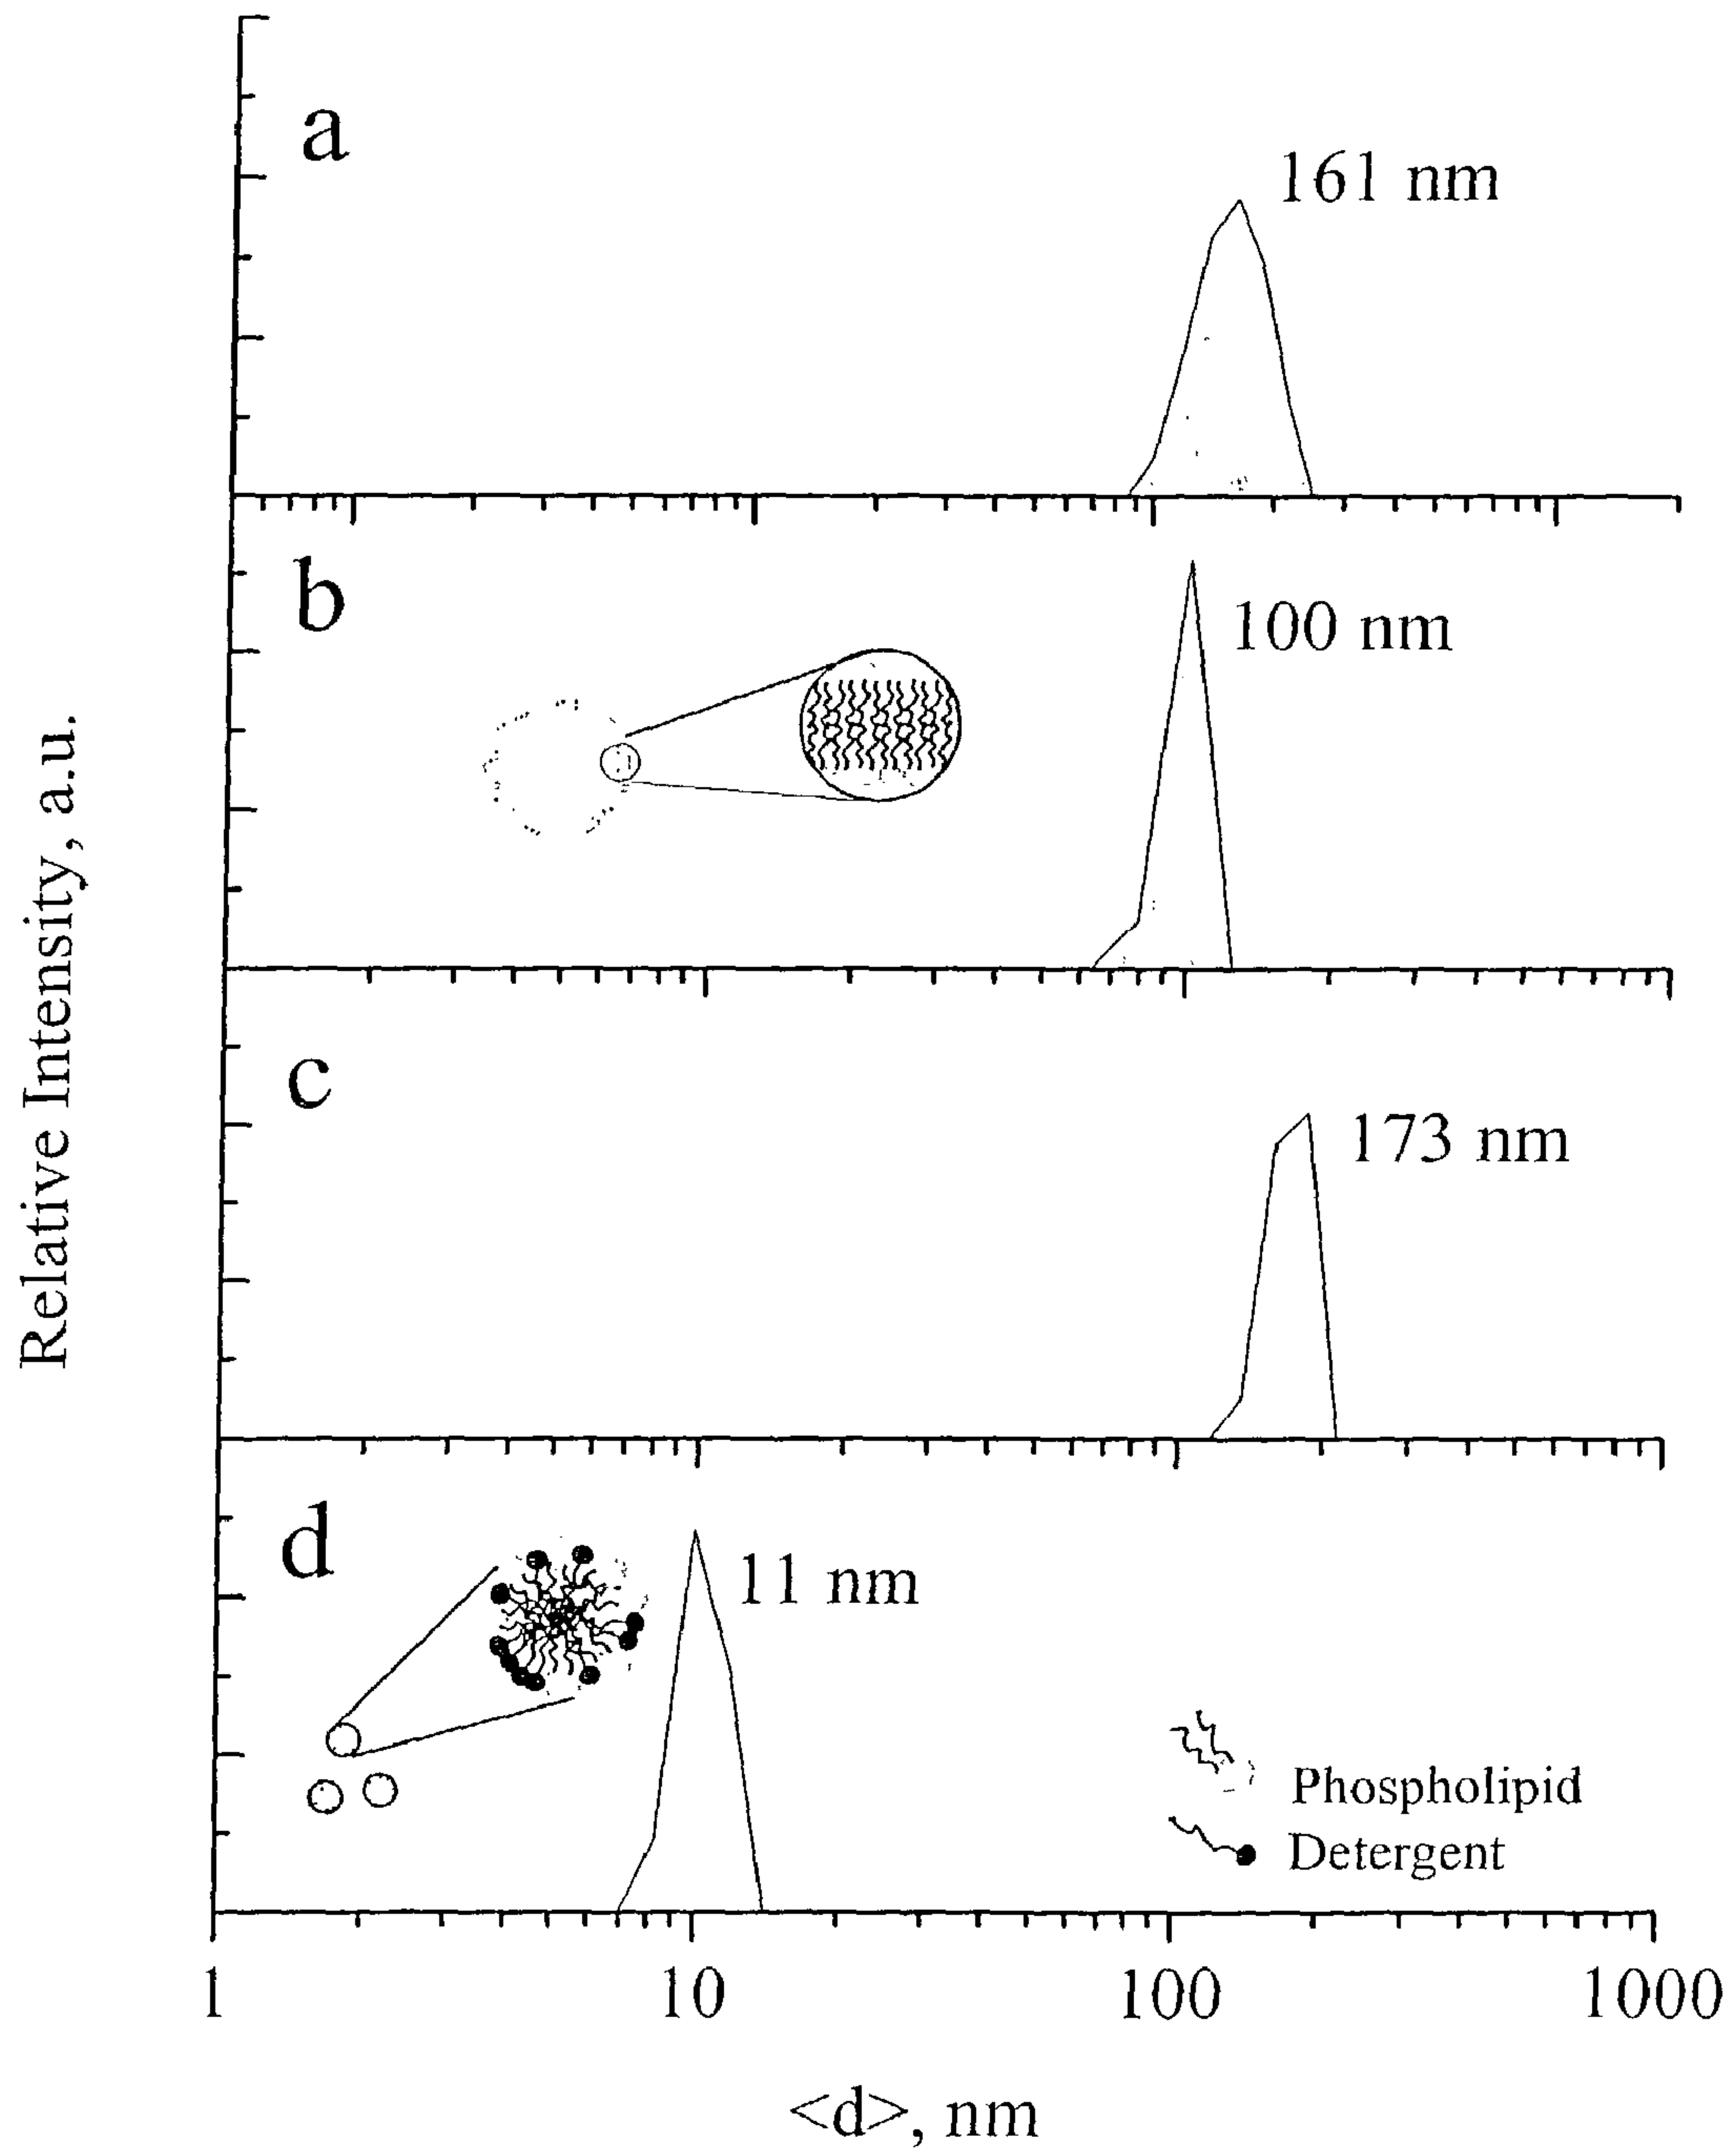 Relative Intensity, a.u.
a
161 nm
b
100 nm
c
173 nm
d
11 nm
Phospholipid
Detergent
1 10 100 1000
<d>, nm